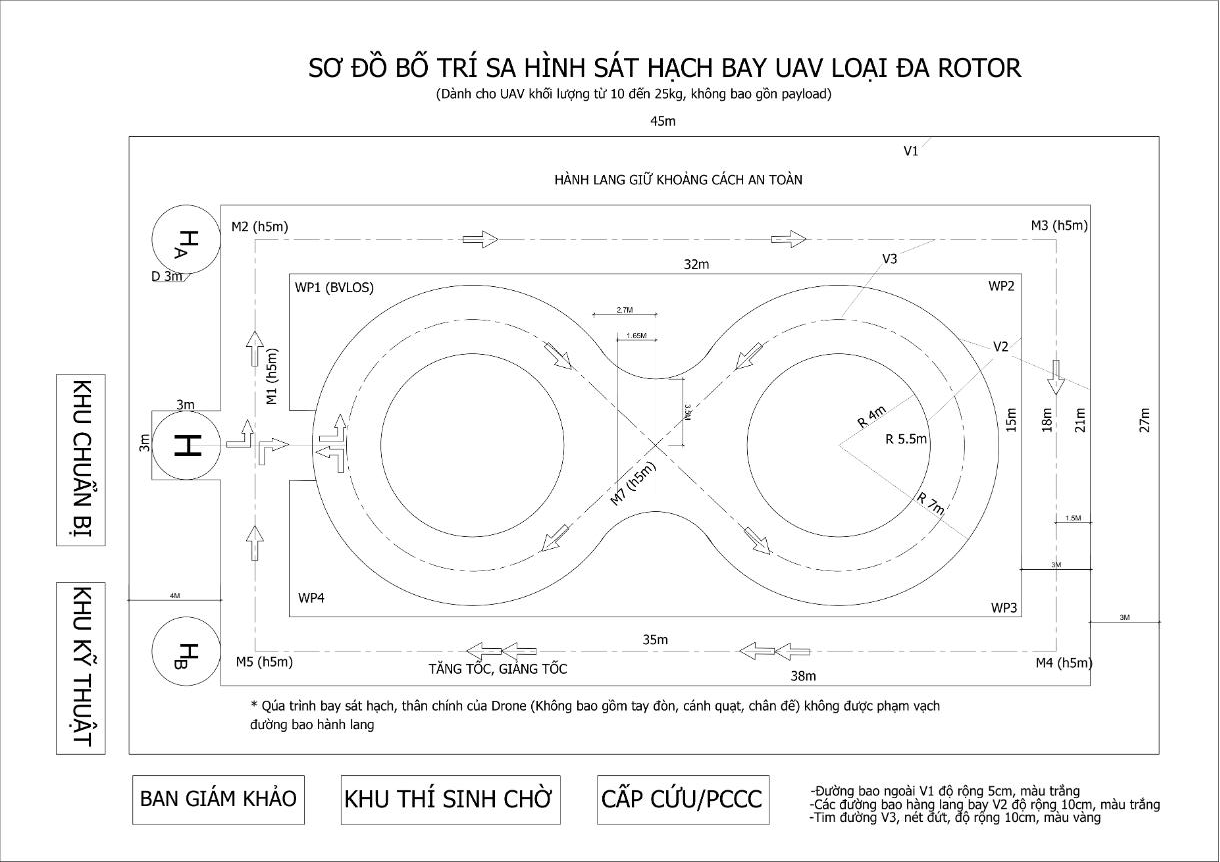 SƠ ĐỒ BỐ TRÍ SA HÌNH SÁT HẠCH BAY UAV LOẠI ĐA ROTOR
(Dành cho UAV khối lượng từ 10 đến 25kg, không bao gồn payload)
45m
V1
HÀNH LANG GIỮ KHOẢNG CÁCH AN TOÀN
M2 (h5m)
M3 (h5m)
HA
D 3m
V3
32m
WP1 (BVLOS)
WP2
2.7M
1.65M
V2
M1 (h5m)
3.3M
KHU CHUẨN BỊ
3m
3m
H
R 4m
R 5.5m
15m
18m
21m
27m
M7 (h5m)
R 7m
1.5M
3M
KHU KỸ THUẬT
4M
WP4
WP3
3M
HB
35m
M5 (h5m)
M4 (h5m)
TĂNG TỐC, GIẢNG TỐC
38m
* Qúa trình bay sát hạch, thân chính của Drone (Không bao gồm tay đòn, cánh quạt, chân đế) không được phạm vạch
đường bao hành lang
BAN GIÁM KHẢO
KHU THÍ SINH CHỜ
CẤP CỨU/PCCC
-Đường bao ngoài V1 độ rộng 5cm, màu trắng
-Các đường bao hàng lang bay V2 độ rộng 10cm, màu trắng
-Tim đường V3, nét đứt, độ rộng 10cm, màu vàng